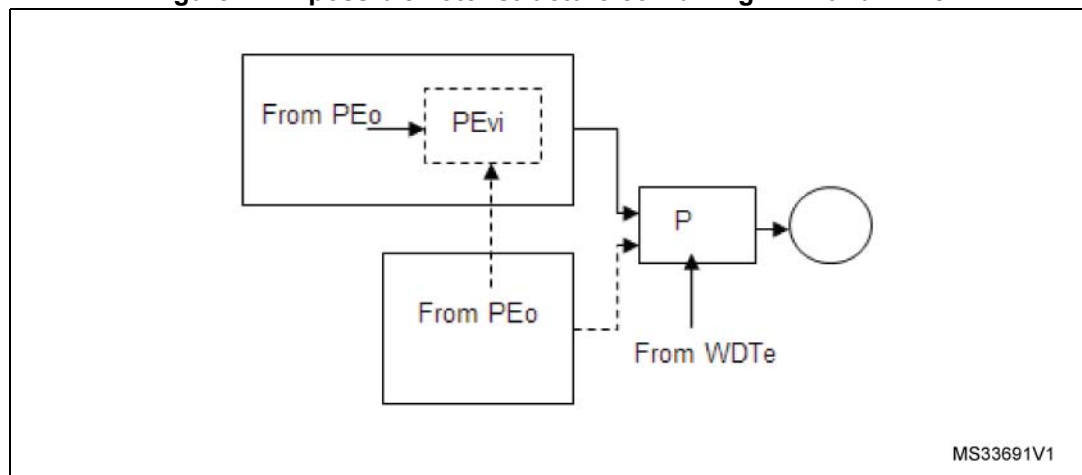 From PEo
PEvi
P
From PEo
From WDTe
MS33691V1